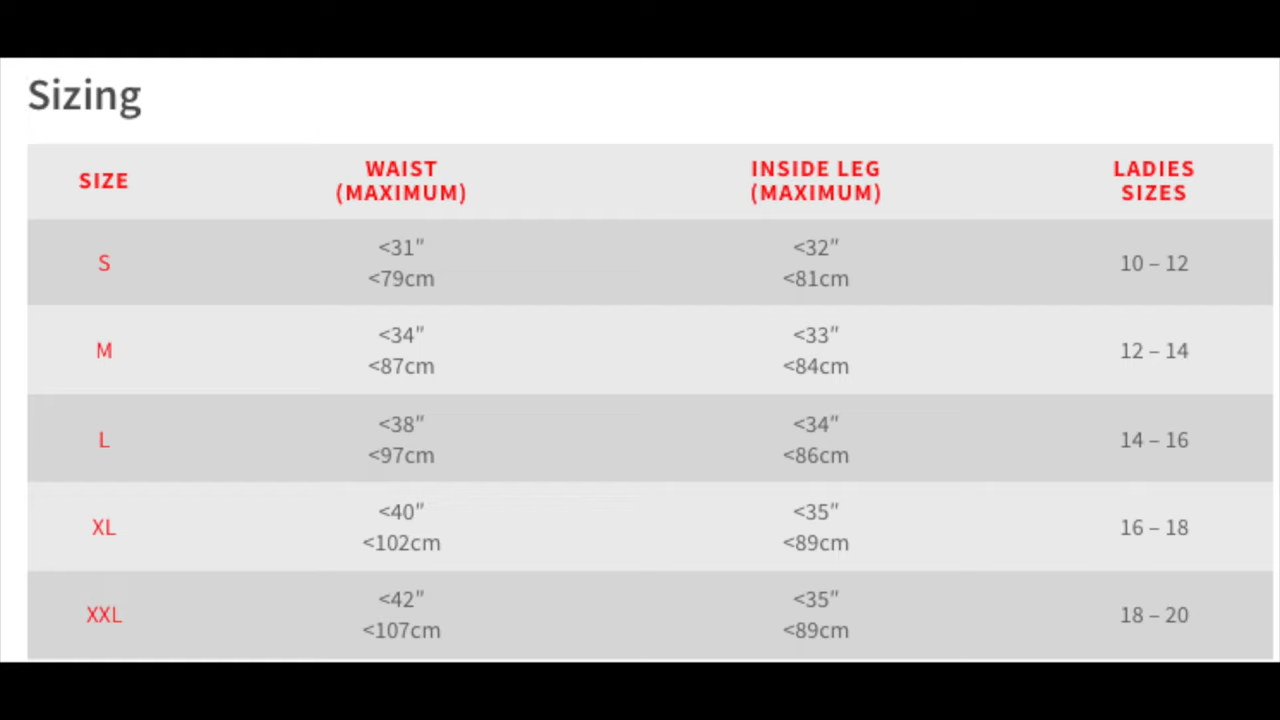 Sizing
SIZE WAIST (MAXIMUM) INSIDE LEG (MAXIMUM) LADIES SIZES
S <31″ <79cm <32″ <81cm 10 – 12
M <34″ <87cm <33″ <84cm 12 – 14
L <38″ <97cm <34″ <86cm 14 – 16
XL <40″ <102cm <35″ <89cm 16 – 18
XXL <42″ <107cm <35″ <89cm 18 – 20